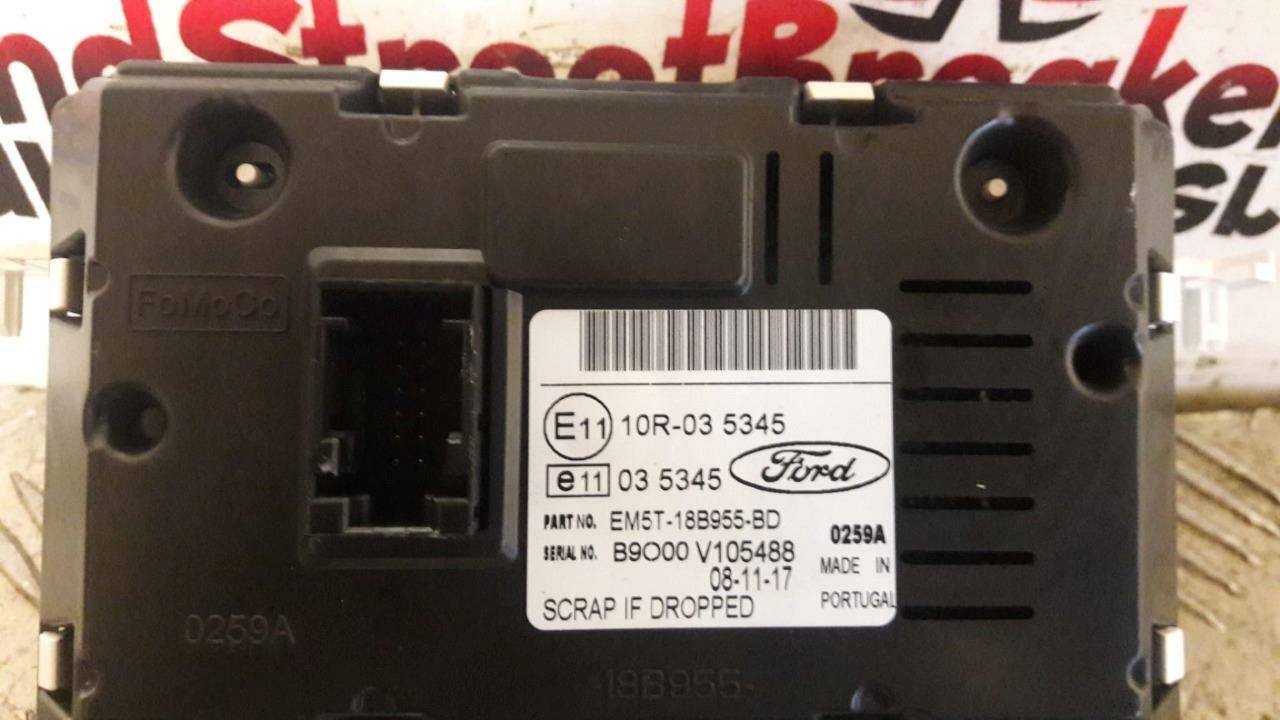 ndStreetBreaker
FoMoCo
E11 10R-03 5345
e11 03 5345 Ford
PART NO. EM5T-18B955-BD
SERIAL NO. B9O00 V105488 0259A
08-11-17 MADE IN
SCRAP IF DROPPED PORTUGAL
0259A
-18B955-